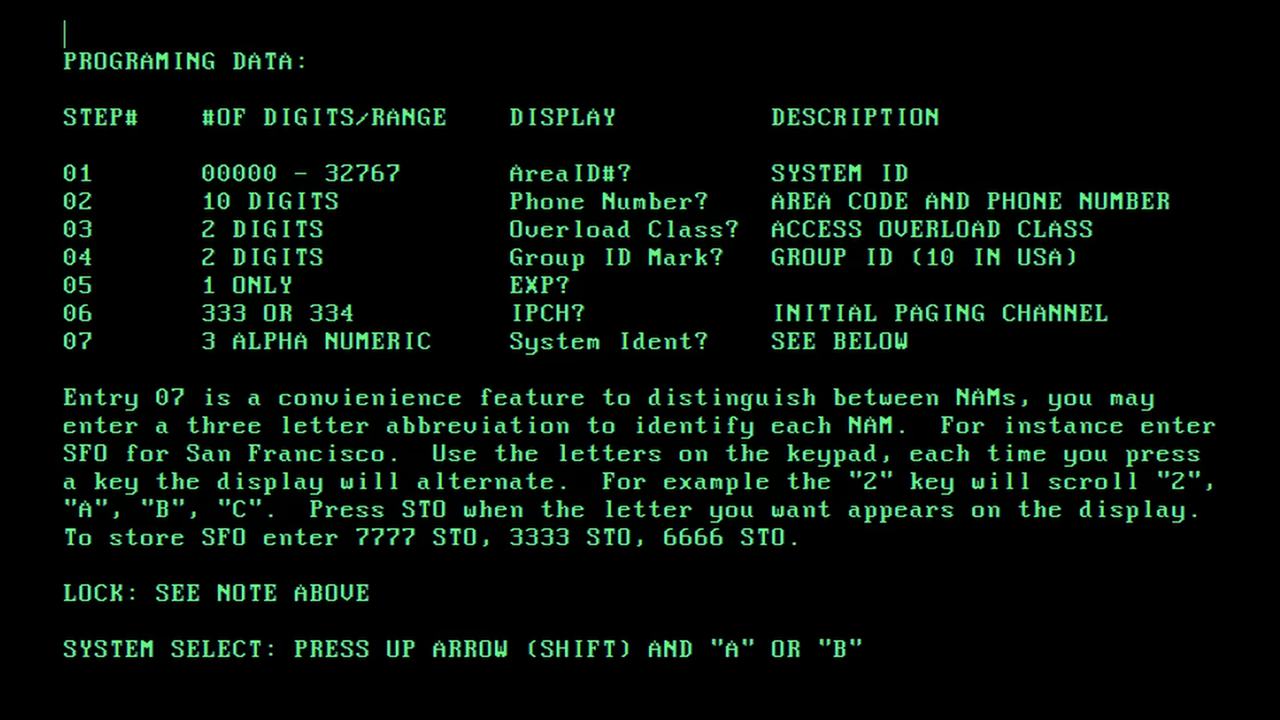 PROGRAMING DATA:
STEP# #OF DIGITS/RANGE DISPLAY DESCRIPTION
01 00000 - 32767 AreaID#? SYSTEM ID
02 10 DIGITS Phone Number? AREA CODE AND PHONE NUMBER
03 2 DIGITS Overload Class? ACCESS OVERLOAD CLASS
04 2 DIGITS Group ID Mark? GROUP ID (10 IN USA)
05 1 ONLY EXP?
06 333 OR 334 IPCH? INITIAL PAGING CHANNEL
07 3 ALPHA NUMERIC System Ident? SEE BELOW
Entry 07 is a convienience feature to distinguish between NAMs, you may
enter a three letter abbreviation to identify each NAM. For instance enter
SFO for San Francisco. Use the letters on the keypad, each time you press
a key the display will alternate. For example the "2" key will scroll "2",
"A", "B", "C". Press STO when the letter you want appears on the display.
To store SFO enter 7777 STO, 3333 STO, 6666 STO.
LOCK: SEE NOTE ABOVE
SYSTEM SELECT: PRESS UP ARROW (SHIFT) AND "A" OR "B"